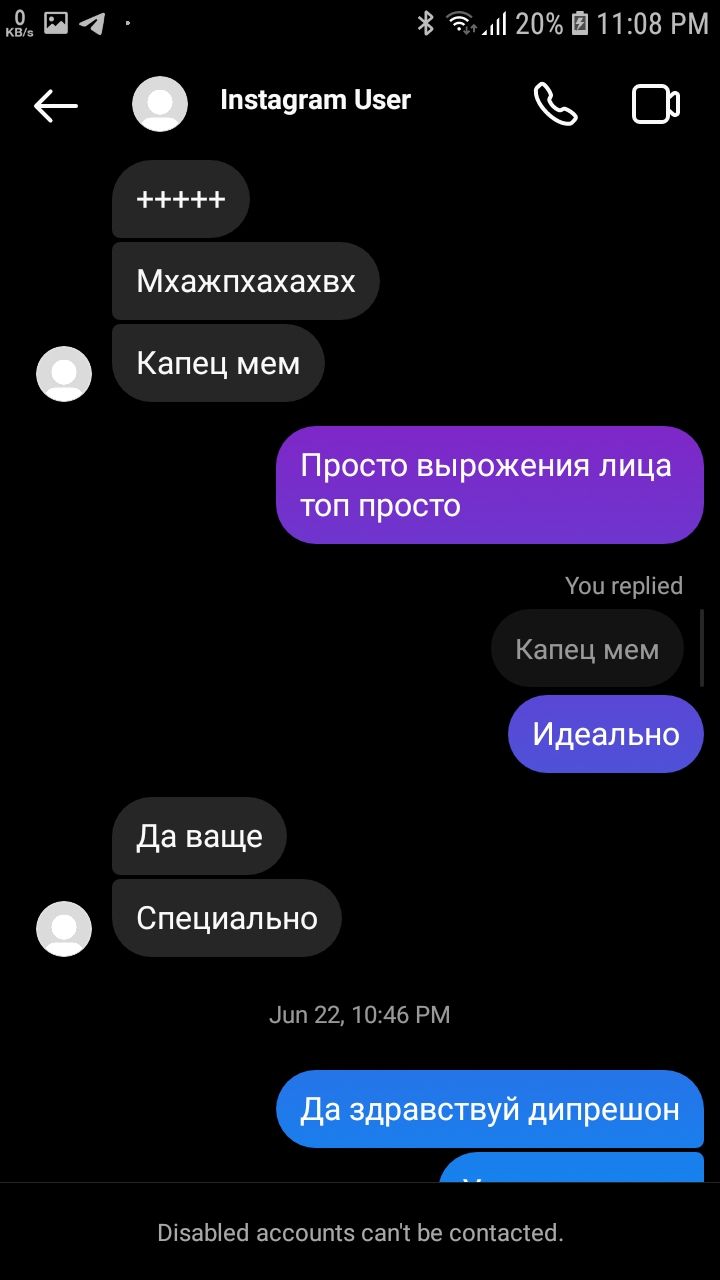 0
KB/s
20%
11:08 PM
Instagram User
+++++
Мхажпхахахвх
Капец мем
Просто вырожения лица
топ просто
You replied
Капец мем
Идеально
Да ваще
Специально
Jun 22, 10:46 PM
Да здравствуй дипрешон
Disabled accounts can't be contacted.